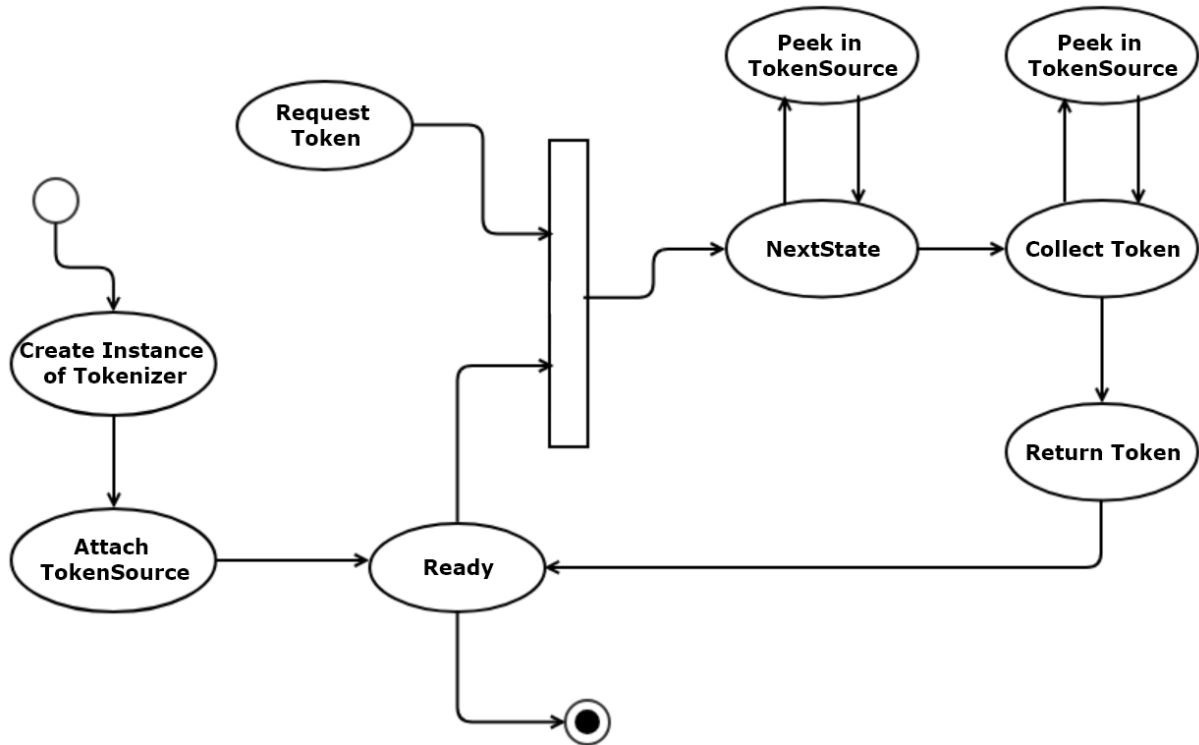 Peek in
TokenSource
Peek in
TokenSource
Request
Token
NextState
Collect Token
Create Instance
of Tokenizer
Return Token
Attach
TokenSource
Ready